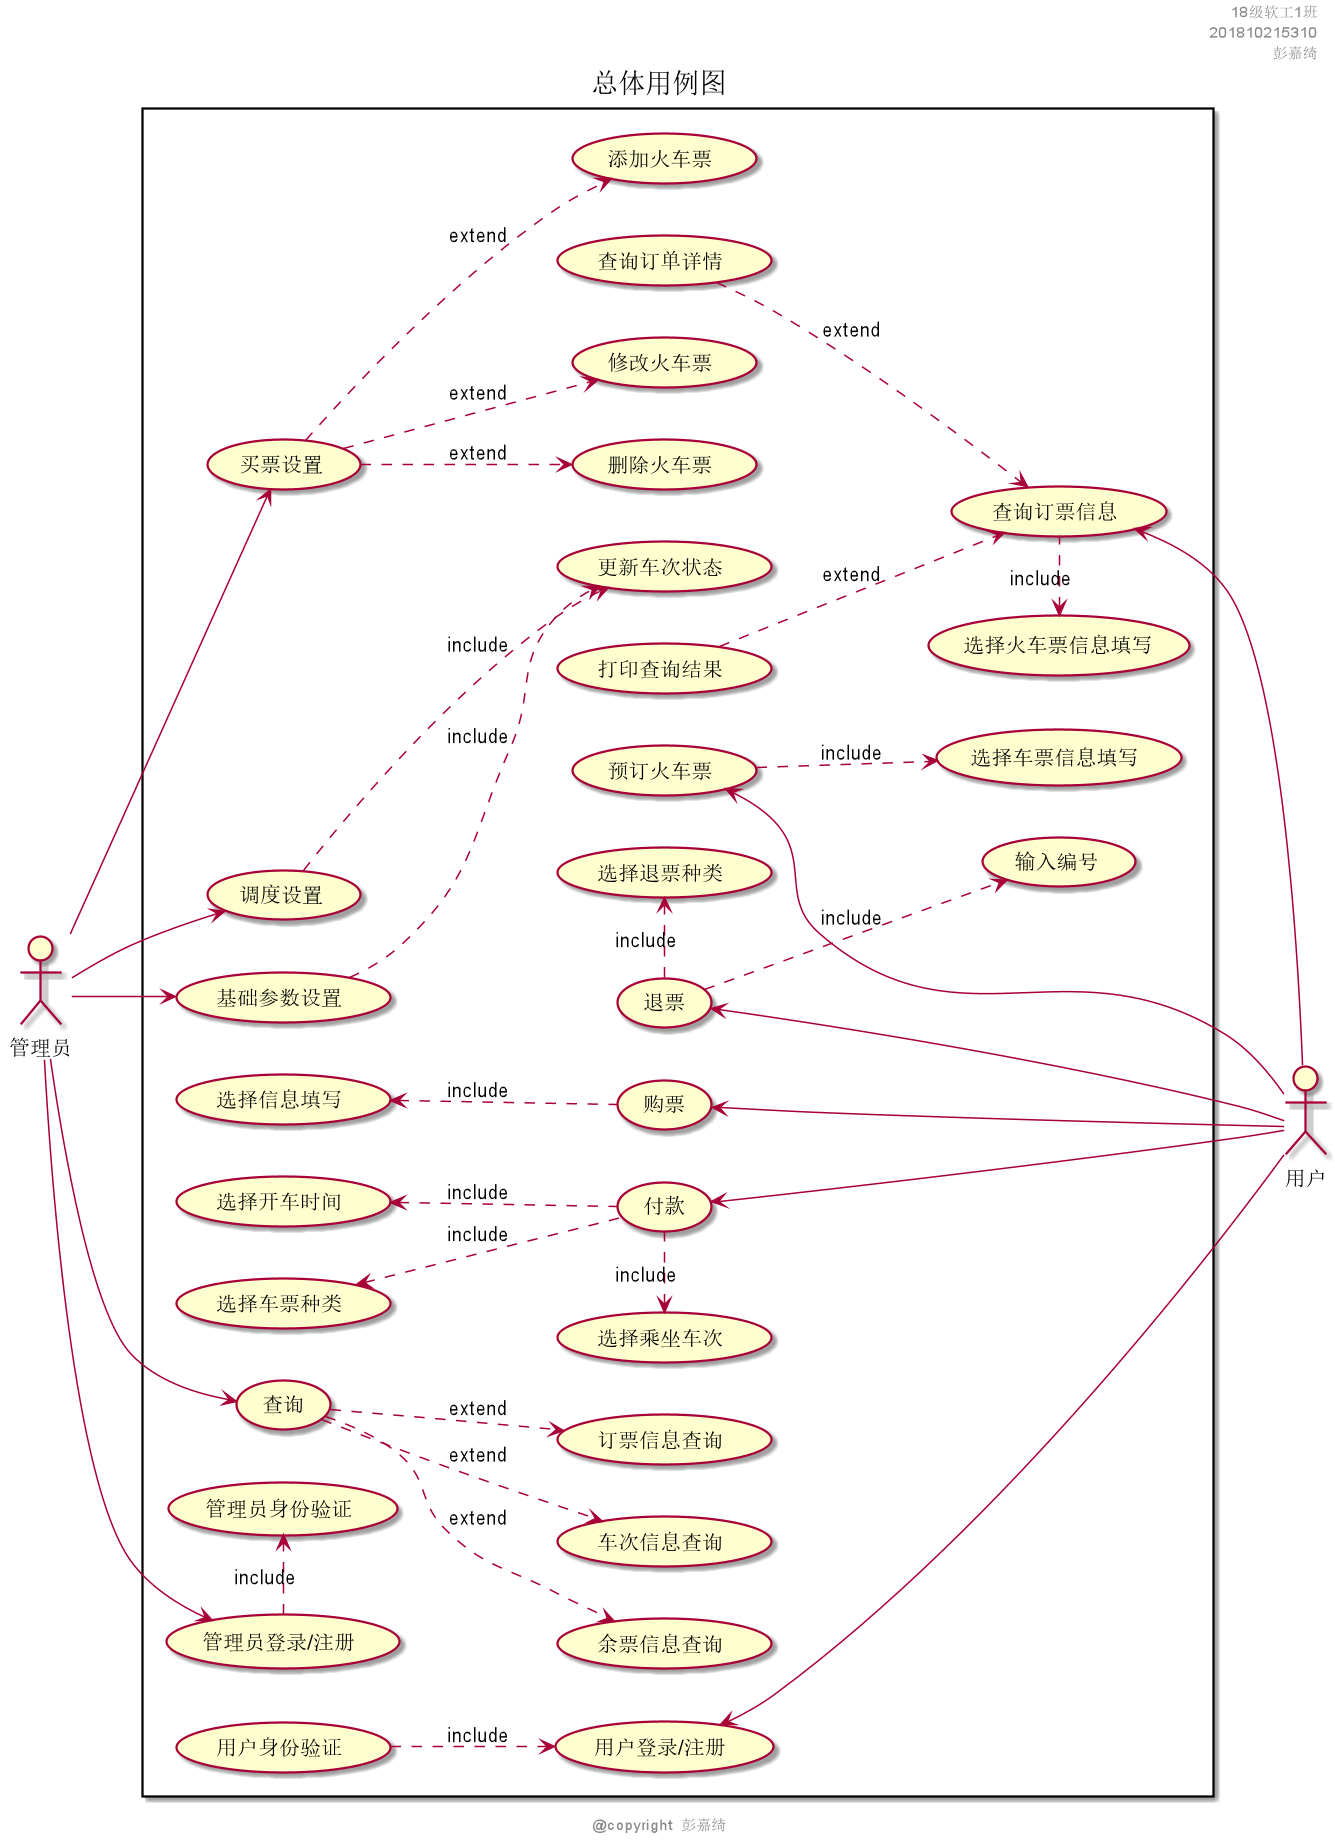 18级软工1班
201810215310
彭嘉绮
总体用例图
添加火车票
extend
查询订单详情
extend
修改火车票
extend
买票设置
extend
删除火车票
查询订票信息
更新车次状态
extend
include
include
选择火车票信息填写
打印查询结果
include
预订火车票
include
选择车票信息填写
输入编号
选择退票种类
调度设置
include
include
管理员
基础参数设置
退票
选择信息填写
include
购票
用户
选择开车时间
include
付款
include
选择车票种类
include
选择乘坐车次
查询
extend
订票信息查询
extend
管理员身份验证
extend
车次信息查询
include
管理员登录/注册
余票信息查询
用户身份验证
include
用户登录/注册
@copyright 彭嘉绮